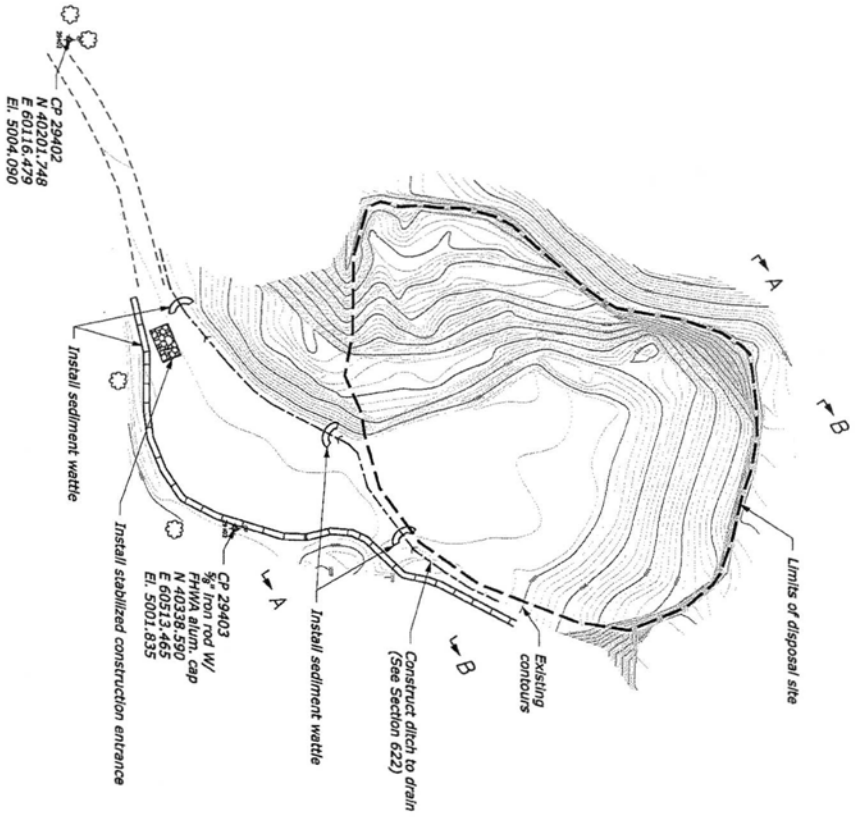 CP 29402
N 40201.748
E 60116.479
El. 5004.090
Install sediment wattle
Install stabilized construction entrance
CP 29403
⅝" iron rod W/
FHWA alum. cap
N 40338.590
E 60513.465
El. 5001.835
Install sediment wattle
Construct ditch to drain
(See Section 622)
Existing
contours
Limits of disposal site
A
B
A
B